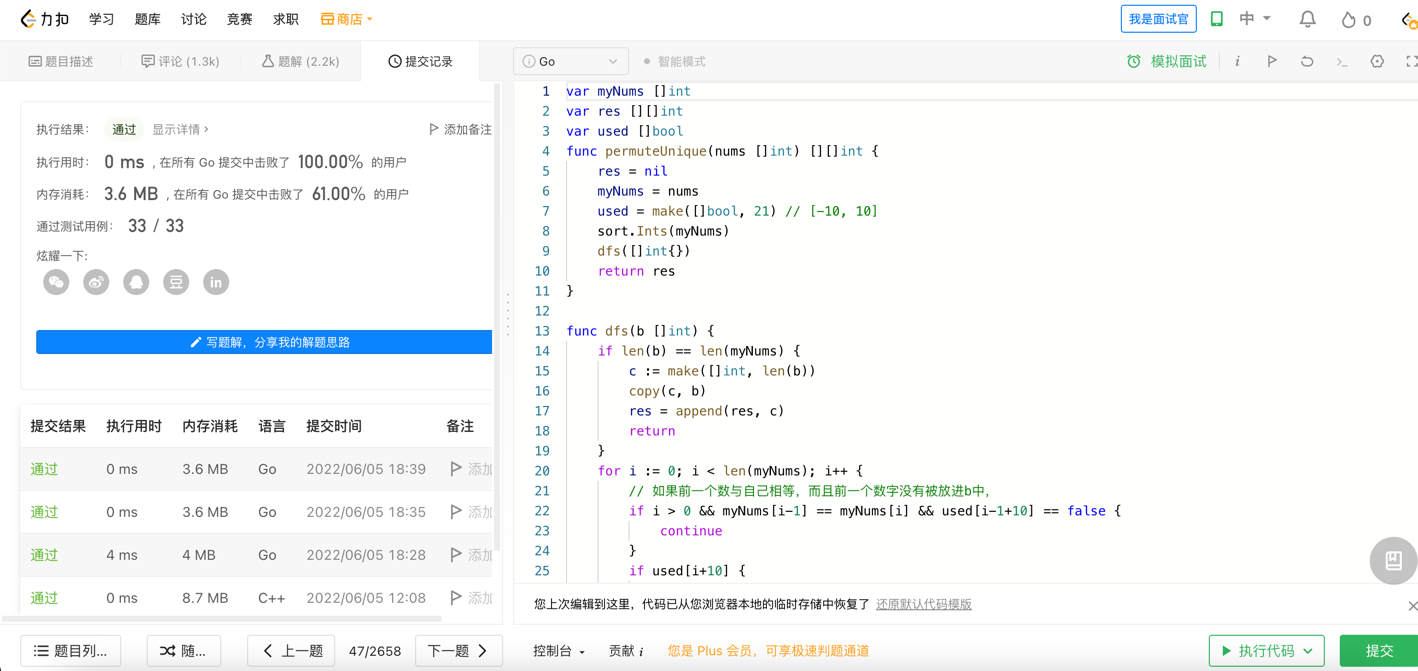 力扣 学习 题库 讨论 竞赛 求职 商店 我是面试官 中 0
题目描述 评论 (1.3k) 题解 (2.2k) 提交记录
i Go 智能模式 模拟面试 i
执行结果： 通过 显示详情 › 添加备注
执行用时： 0 ms , 在所有 Go 提交中击败了 100.00% 的用户
内存消耗： 3.6 MB , 在所有 Go 提交中击败了 61.00% 的用户
通过测试用例： 33 / 33
炫耀一下:
豆 in
写题解，分享我的解题思路
提交结果 执行用时 内存消耗 语言 提交时间 备注
通过 0 ms 3.6 MB Go 2022/06/05 18:39 添加
通过 0 ms 3.6 MB Go 2022/06/05 18:35 添加
通过 4 ms 4 MB Go 2022/06/05 18:28 添加
通过 0 ms 8.7 MB C++ 2022/06/05 12:08 添加
1 var myNums []int
2 var res [][]int
3 var used []bool
4 func permuteUnique(nums []int) [][]int {
5 res = nil
6 myNums = nums
7 used = make([]bool, 21) // [-10, 10]
8 sort.Ints(myNums)
9 dfs([]int{})
10 return res
11 }
12
13 func dfs(b []int) {
14 if len(b) == len(myNums) {
15 c := make([]int, len(b))
16 copy(c, b)
17 res = append(res, c)
18 return
19 }
20 for i := 0; i < len(myNums); i++ {
21 // 如果前一个数与自己相等，而且前一个数字没有被放进b中，
22 if i > 0 && myNums[i-1] == myNums[i] && used[i-1+10] == false {
23 continue
24 }
25 if used[i+10] {
您上次编辑到这里，代码已从您浏览器本地的临时存储中恢复了 还原默认代码模版
题目列... 随... 上一题 47/2658 下一题 控制台 贡献 i 您是 Plus 会员，可享极速判题通道 执行代码 提交